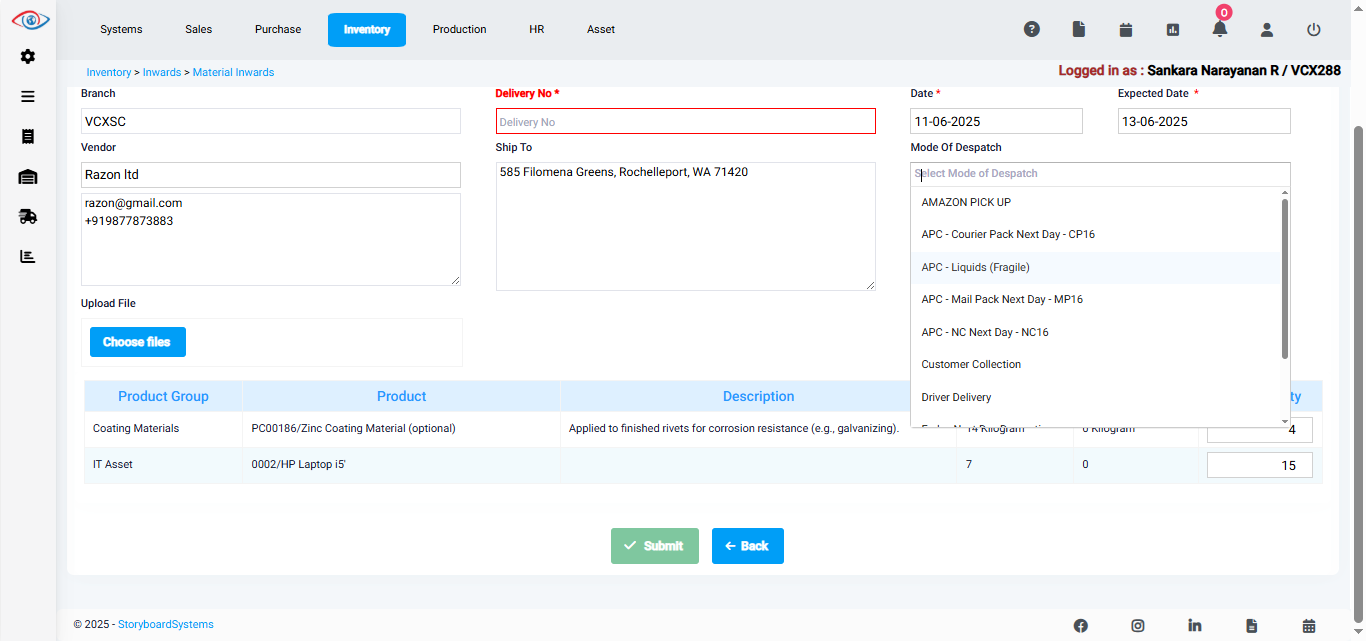 Systems Sales Purchase Inventory Production HR Asset 0
Inventory > Inwards > Material Inwards Logged in as : Sankara Narayanan R / VCX288
Branch Delivery No * Date * Expected Date *
VCXSC Delivery No 11-06-2025 13-06-2025
Vendor Ship To Mode Of Despatch
Razon ltd 585 Filomena Greens, Rochelleport, WA 71420 Select Mode of Despatch
razon@gmail.com
+919877873883
AMAZON PICK UP
APC - Courier Pack Next Day - CP16
APC - Liquids (Fragile)
APC - Mail Pack Next Day - MP16
APC - NC Next Day - NC16
Customer Collection
Driver Delivery
Upload File
Choose files
Product Group Product Description ty
Coating Materials PC00186/Zinc Coating Material (optional) Applied to finished rivets for corrosion resistance (e.g., galvanizing). 14 Kilogram 0 Kilogram 4
IT Asset 0002/HP Laptop i5' 7 0 15
Submit Back
© 2025 - StoryboardSystems